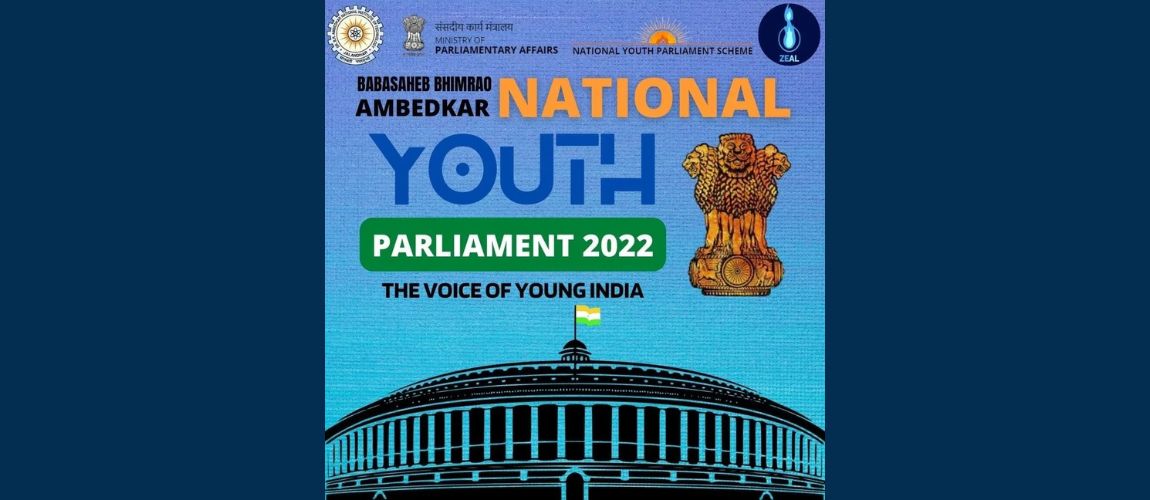 JALANDHAR
संसदीय कार्य मंत्रालय
MINISTRY OF
PARLIAMENTARY AFFAIRS
NATIONAL YOUTH PARLIAMENT SCHEME
ZEAL
BABASAHEB BHIMRAO
AMBEDKAR
NATIONAL
YOUTH
PARLIAMENT 2022
THE VOICE OF YOUNG INDIA